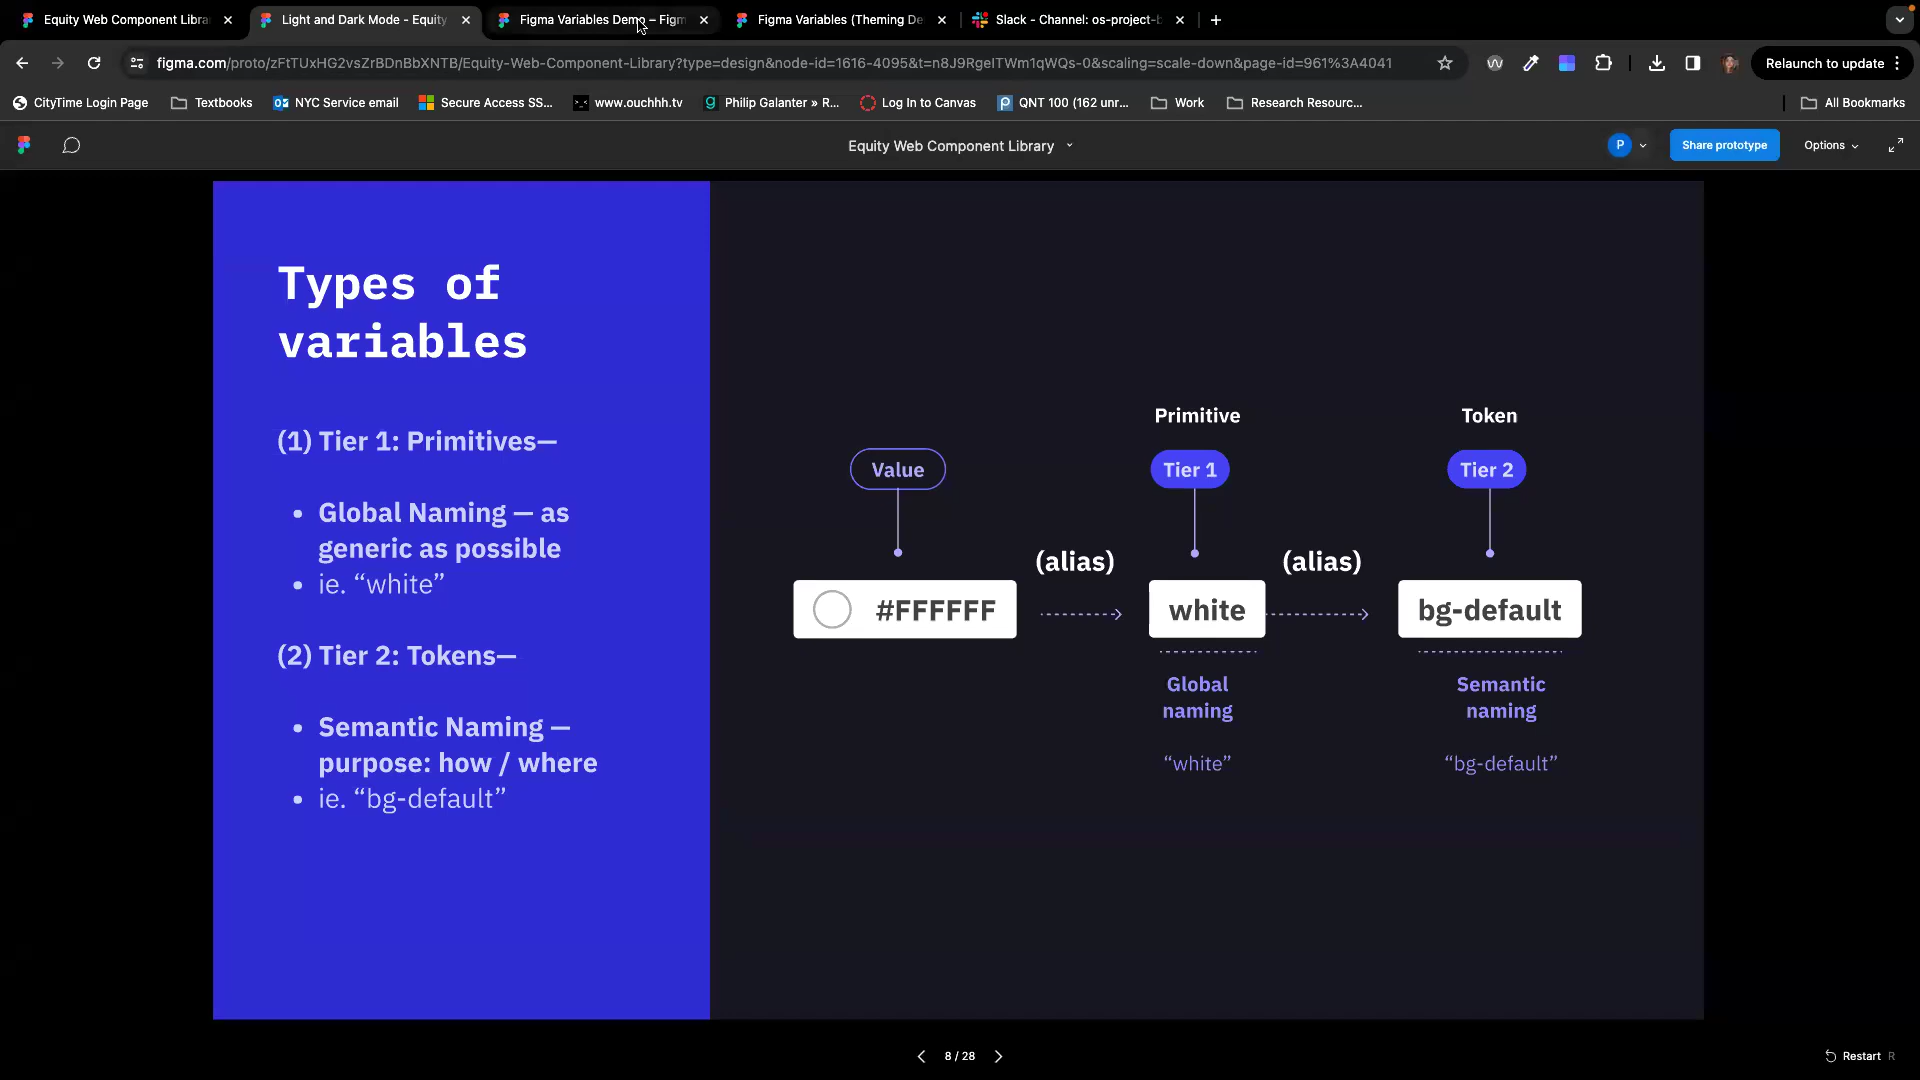 Equity Web Component Libra
Light and Dark Mode - Equity
Figma Variables Demo – Figm
Figma Variables (Theming De
Slack - Channel: os-project-b
figma.com/proto/zFtTUxHG2vsZrBDnBbXNTB/Equity-Web-Component-Library?type=design&node-id=1616-4095&t=n8J9RgeITWm1qWQs-0&scaling=scale-down&page-id=961%3A4041
Relaunch to update
CityTime Login Page
Textbooks
NYC Service email
Secure Access SS...
www.ouchhh.tv
Philip Galanter » R...
Log In to Canvas
QNT 100 (162 unr...
Work
Research Resourc...
All Bookmarks
Equity Web Component Library
P
Share prototype
Options
Types of
variables
(1) Tier 1: Primitives—
• Global Naming — as
generic as possible
• ie. “white”
(2) Tier 2: Tokens—
• Semantic Naming —
purpose: how / where
• ie. “bg-default”
Primitive
Token
Value
Tier 1
Tier 2
(alias)
(alias)
#FFFFFF
white
bg-default
Global
naming
Semantic
naming
“white”
“bg-default”
8 / 28
Restart R